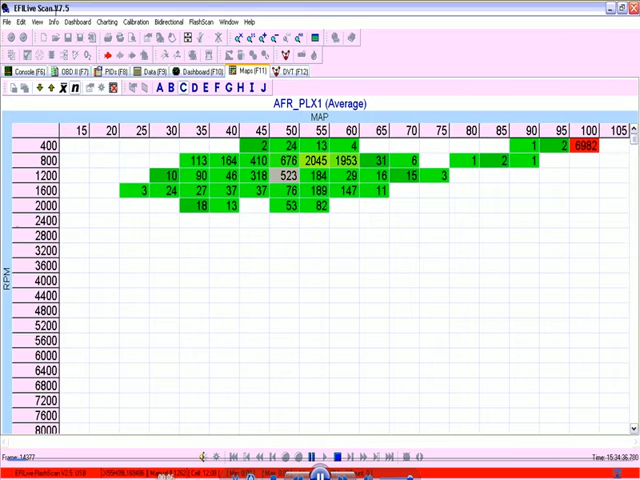 EFILive Scan V7.5
File Edit View Info Dashboard Charting Calibration Bidirectional FlashScan Window Help
Console (F6) OBD II (F7) PIDs (F8) Data (F9) Dashboard (F10) Maps (F11) DVT (F12)
n A B C D E F G H I J
AFR_PLX1 (Average)
MAP
15 20 25 30 35 40 45 50 55 60 65 70 75 80 85 90 95 100 105
400 2 24 13 4 1 2 6982
800 113 164 410 676 2045 1953 31 6 1 2 1
1200 10 90 46 318 523 184 29 16 15 3
1600 3 24 27 37 37 76 189 147 11
2000 18 13 53 82
2400
2800
3200
3600
4000
4400
4800
5200
5600
6000
6400
6800
7200
7600
8000
RPM
Frame: 14377 Time: 15:34:36.780
EFILive FlashScan V2.5 USB